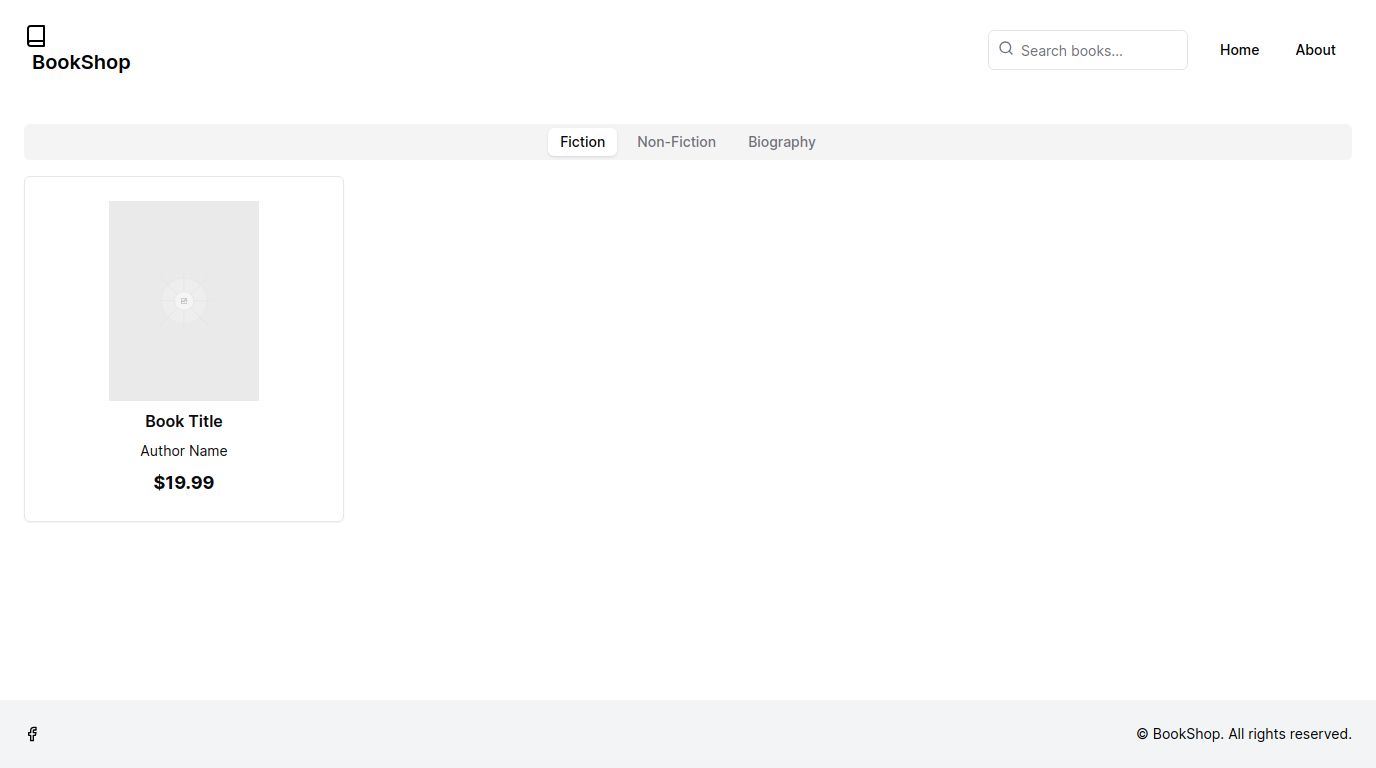 BookShop
Search books...
Home
About
Fiction
Non-Fiction
Biography
Book Title
Author Name
$19.99
© BookShop. All rights reserved.